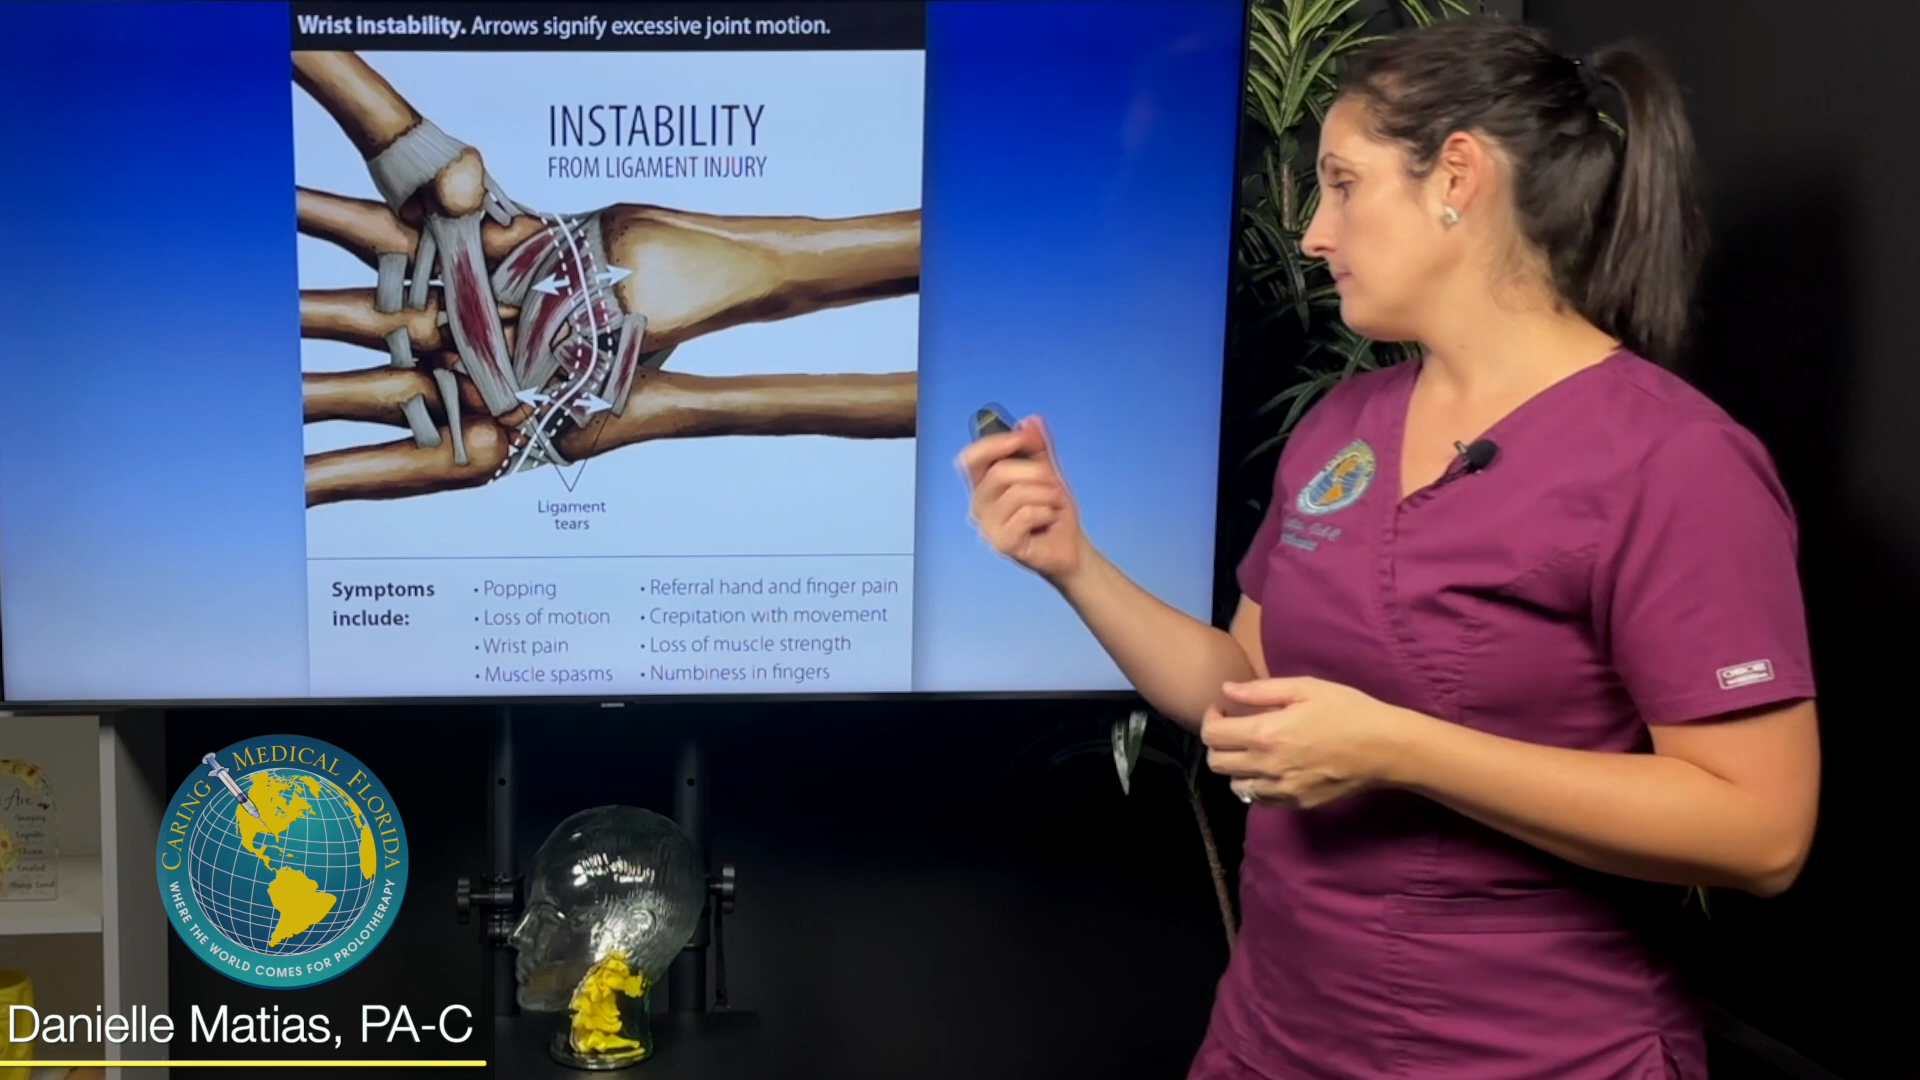 Wrist instability. Arrows signify excessive joint motion.
INSTABILITY
FROM LIGAMENT INJURY
Ligament
tears
Symptoms
include:
• Popping
• Loss of motion
• Wrist pain
• Muscle spasms
• Referral hand and finger pain
• Crepitation with movement
• Loss of muscle strength
• Numbiness in fingers
SAMSUNG
CARING MEDICAL FLORIDA
WHERE THE WORLD COMES FOR PROLOTHERAPY
Danielle Matias, PA-C